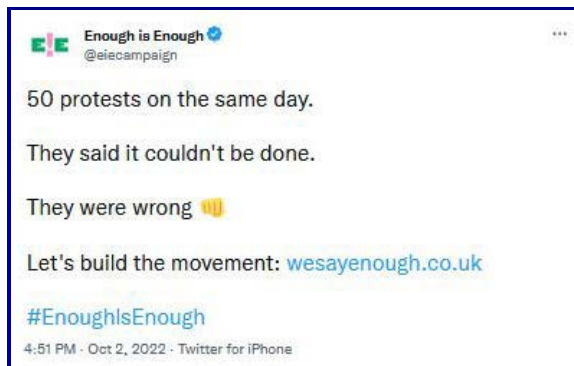 E!E Enough is Enough
@eiecampaign
50 protests on the same day.
They said it couldn't be done.
They were wrong 👊
Let's build the movement: wesayenough.co.uk
#EnoughIsEnough
4:51 PM · Oct 2, 2022 · Twitter for iPhone